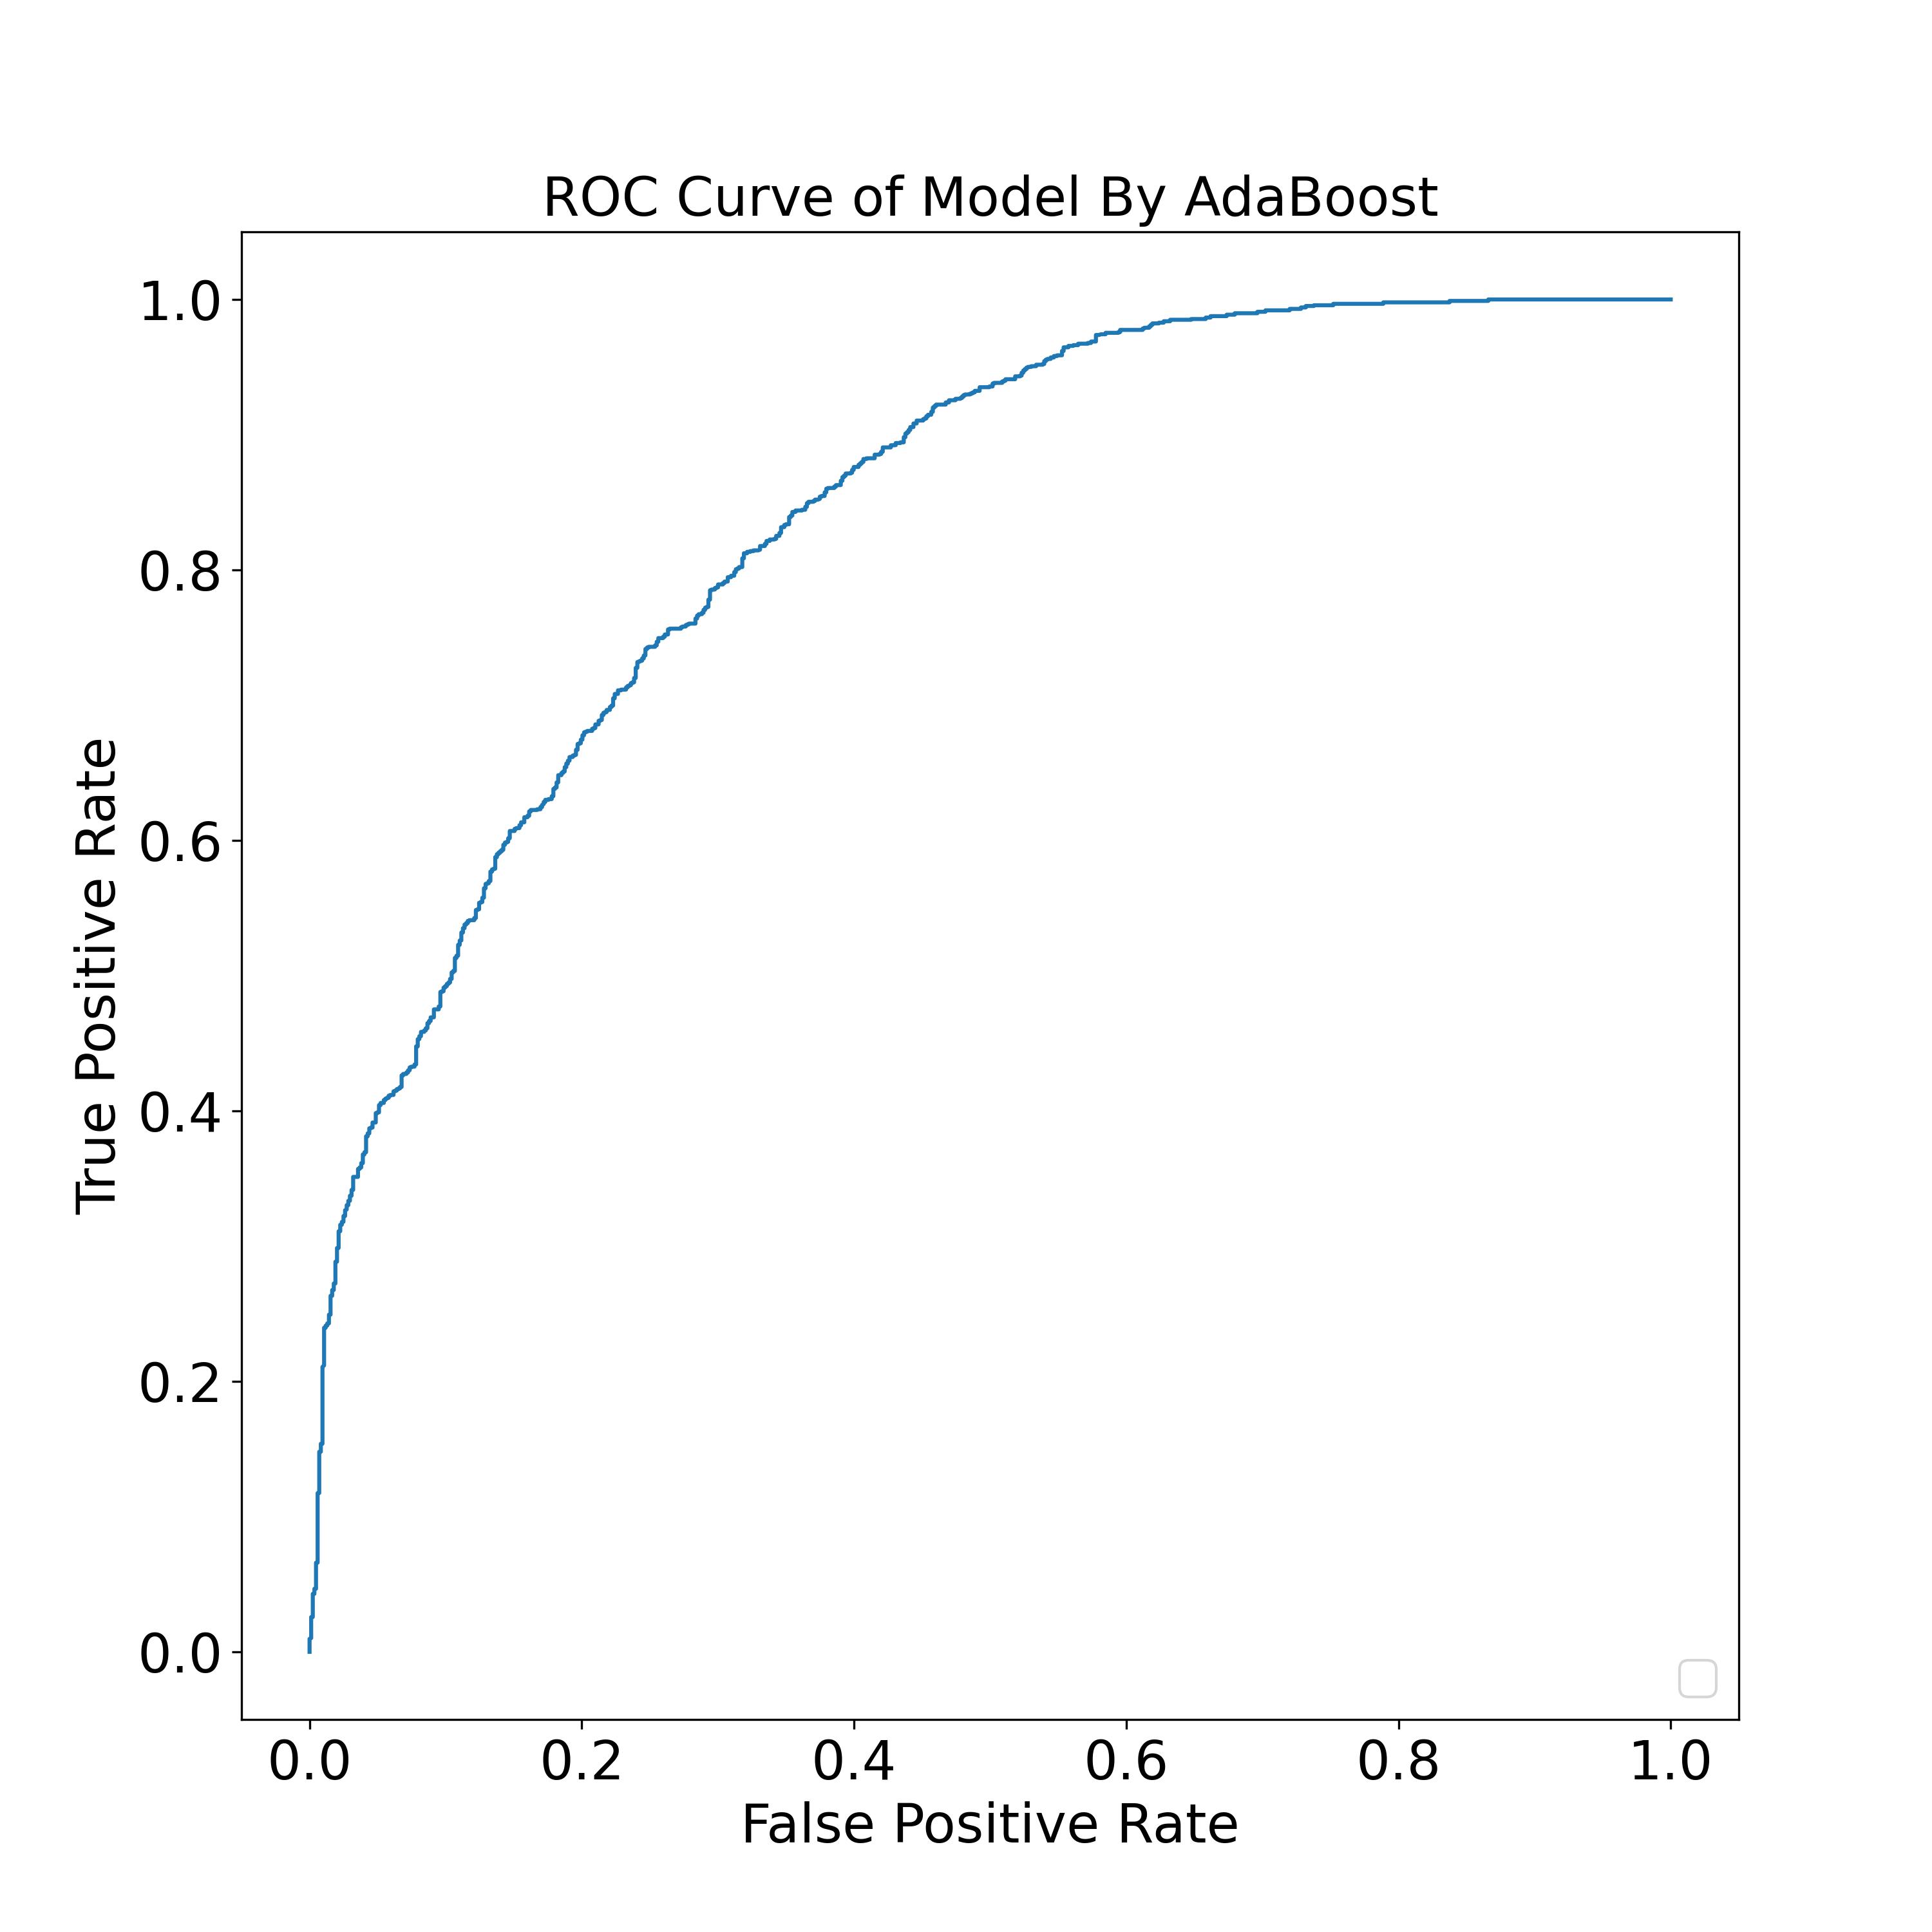 ROC Curve of Model By AdaBoost
1.0
0.8
0.6
0.4
0.2
0.0
True Positive Rate
0.0 0.2 0.4 0.6 0.8 1.0
False Positive Rate